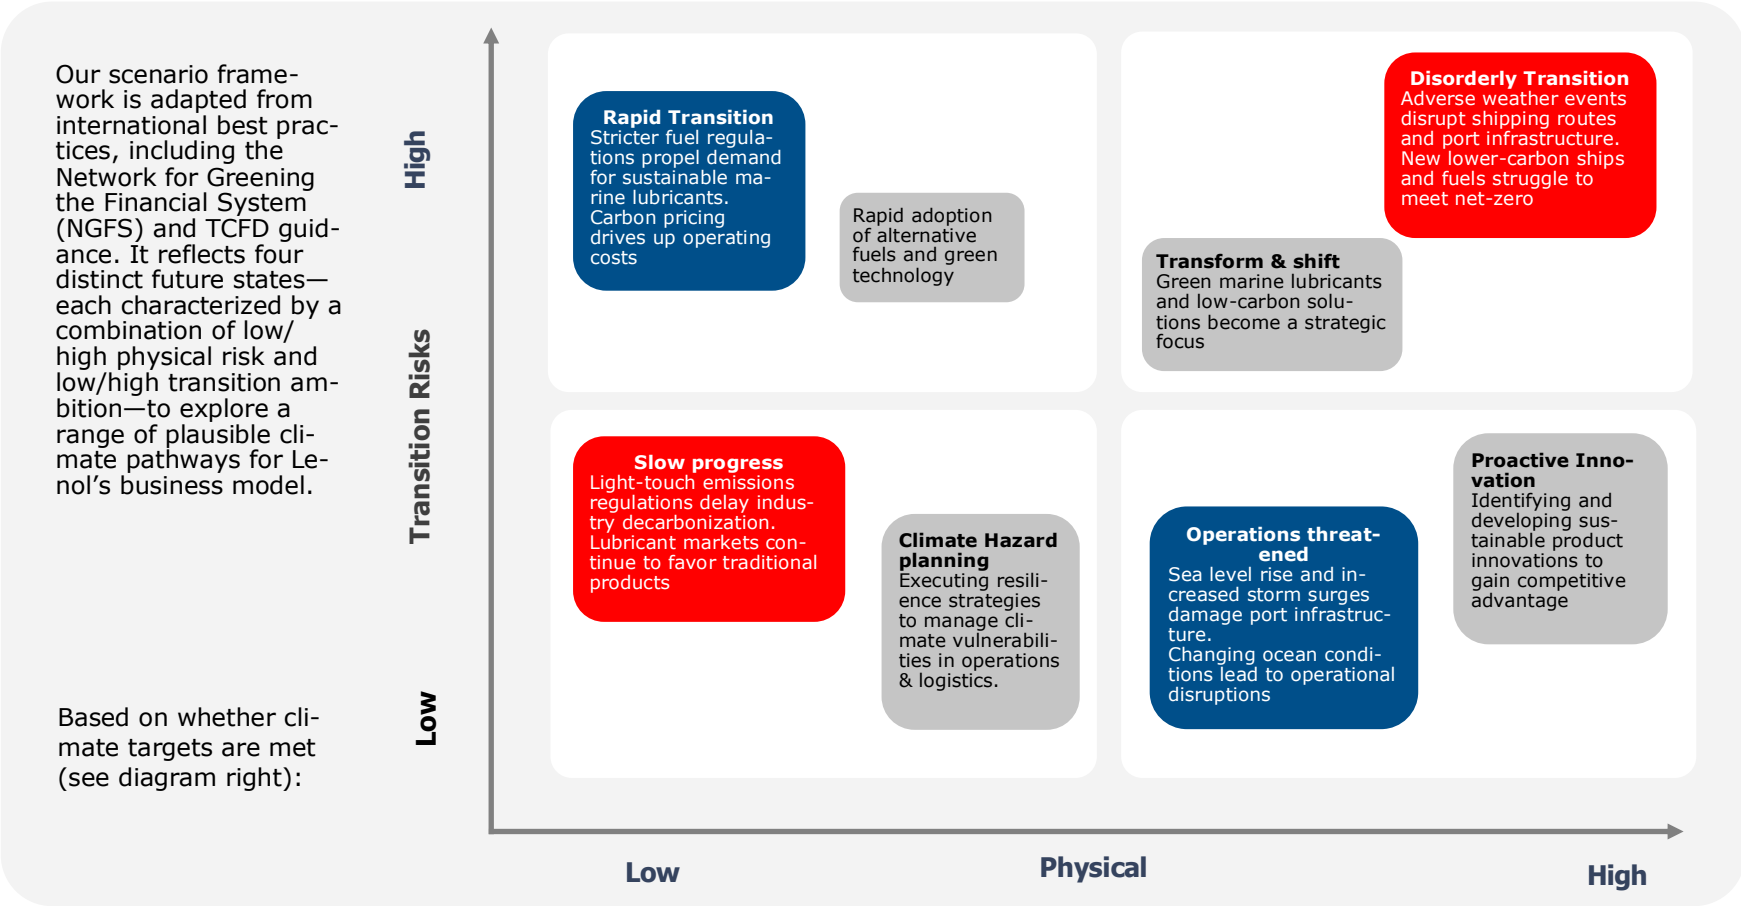 Our scenario frame-
work is adapted from
international best prac-
tices, including the
Network for Greening
the Financial System
(NGFS) and TCFD guid-
ance. It reflects four
distinct future states—
each characterized by a
combination of low/
high physical risk and
low/high transition am-
bition—to explore a
range of plausible cli-
mate pathways for Le-
nol’s business model.
Based on whether cli-
mate targets are met
(see diagram right):
High
Transition Risks
Low
Rapid Transition
Stricter fuel regula-
tions propel demand
for sustainable ma-
rine lubricants.
Carbon pricing
drives up operating
costs
Rapid adoption
of alternative
fuels and green
technology
Disorderly Transition
Adverse weather events
disrupt shipping routes
and port infrastructure.
New lower-carbon ships
and fuels struggle to
meet net-zero
Transform & shift
Green marine lubricants
and low-carbon solu-
tions become a strategic
focus
Slow progress
Light-touch emissions
regulations delay indus-
try decarbonization.
Lubricant markets con-
tinue to favor traditional
products
Climate Hazard
planning
Executing resili-
ence strategies
to manage cli-
mate vulnerabili-
ties in operations
& logistics.
Operations threat-
ened
Sea level rise and in-
creased storm surges
damage port infrastruc-
ture.
Changing ocean condi-
tions lead to operational
disruptions
Proactive Inno-
vation
Identifying and
developing sus-
tainable product
innovations to
gain competitive
advantage
Low
Physical
High